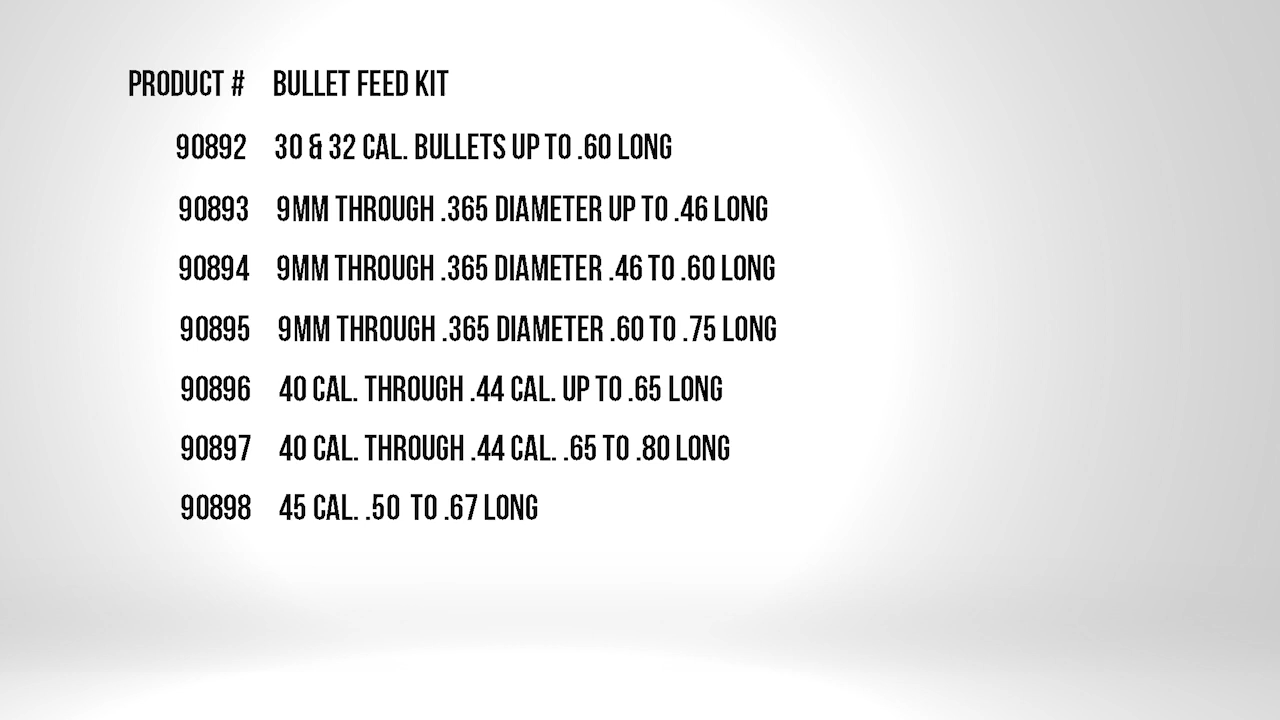 PRODUCT # BULLET FEED KIT
90892 30 & 32 CAL. BULLETS UP TO .60 LONG
90893 9MM THROUGH .365 DIAMETER UP TO .46 LONG
90894 9MM THROUGH .365 DIAMETER .46 TO .60 LONG
90895 9MM THROUGH .365 DIAMETER .60 TO .75 LONG
90896 40 CAL. THROUGH .44 CAL. UP TO .65 LONG
90897 40 CAL. THROUGH .44 CAL. .65 TO .80 LONG
90898 45 CAL. .50 TO .67 LONG